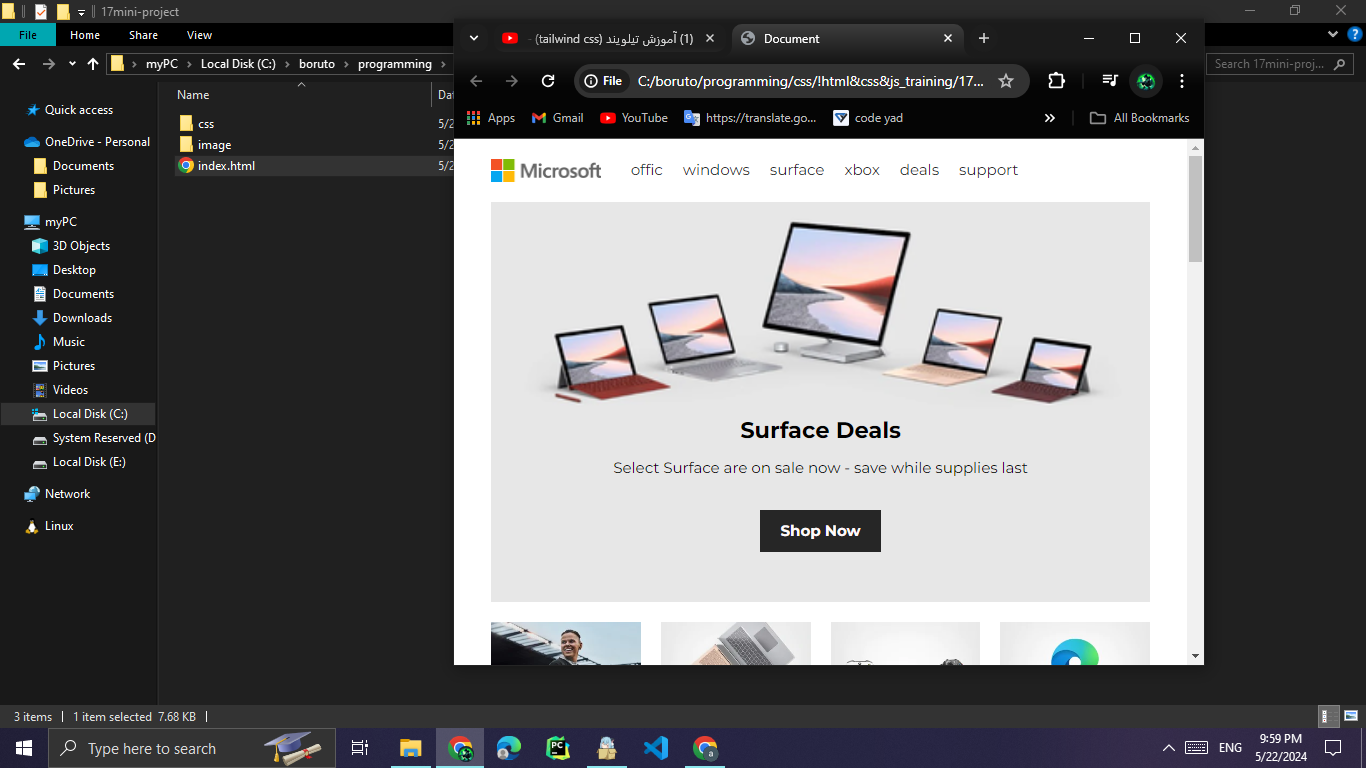 17mini-project
File Home Share View
myPC Local Disk (C:) boruto programming
Search 17mini-proj...
Name
Dat
css
5/2
image
5/2
index.html
5/2
Quick access
OneDrive - Personal
Documents
Pictures
myPC
3D Objects
Desktop
Documents
Downloads
Music
Pictures
Videos
Local Disk (C:)
System Reserved (D
Local Disk (E:)
Network
Linux
3 items 1 item selected 7.68 KB
(1) آموزش تیلویند (tailwind css) -
Document
File C:/boruto/programming/css/!html&css&js_training/17...
Apps Gmail YouTube https://translate.go... code yad All Bookmarks
Microsoft offic windows surface xbox deals support
Surface Deals
Select Surface are on sale now - save while supplies last
Shop Now
Type here to search
PC
a
ENG
9:59 PM
5/22/2024